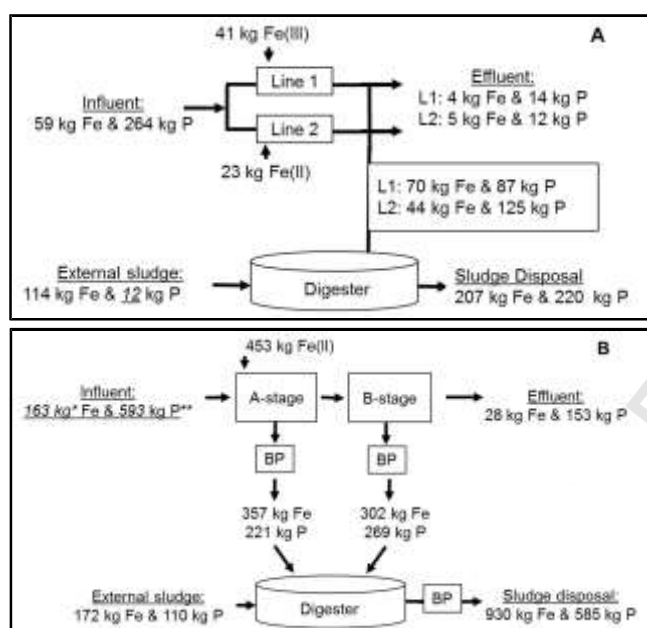 41 kg Fe(III)
A
Line 1
Influent:
59 kg Fe & 264 kg P
Effluent:
L1: 4 kg Fe & 14 kg P
L2: 5 kg Fe & 12 kg P
Line 2
23 kg Fe(II)
L1: 70 kg Fe & 87 kg P
L2: 44 kg Fe & 125 kg P
External sludge:
114 kg Fe & 12 kg P
Digester
Sludge Disposal
207 kg Fe & 220 kg P
453 kg Fe(II)
B
Influent:
163 kg* Fe & 593 kg P**
A-stage
B-stage
Effluent:
28 kg Fe & 153 kg P
BP
BP
357 kg Fe
221 kg P
302 kg Fe
269 kg P
External sludge:
172 kg Fe & 110 kg P
Digester
BP
Sludge disposal:
930 kg Fe & 585 kg P